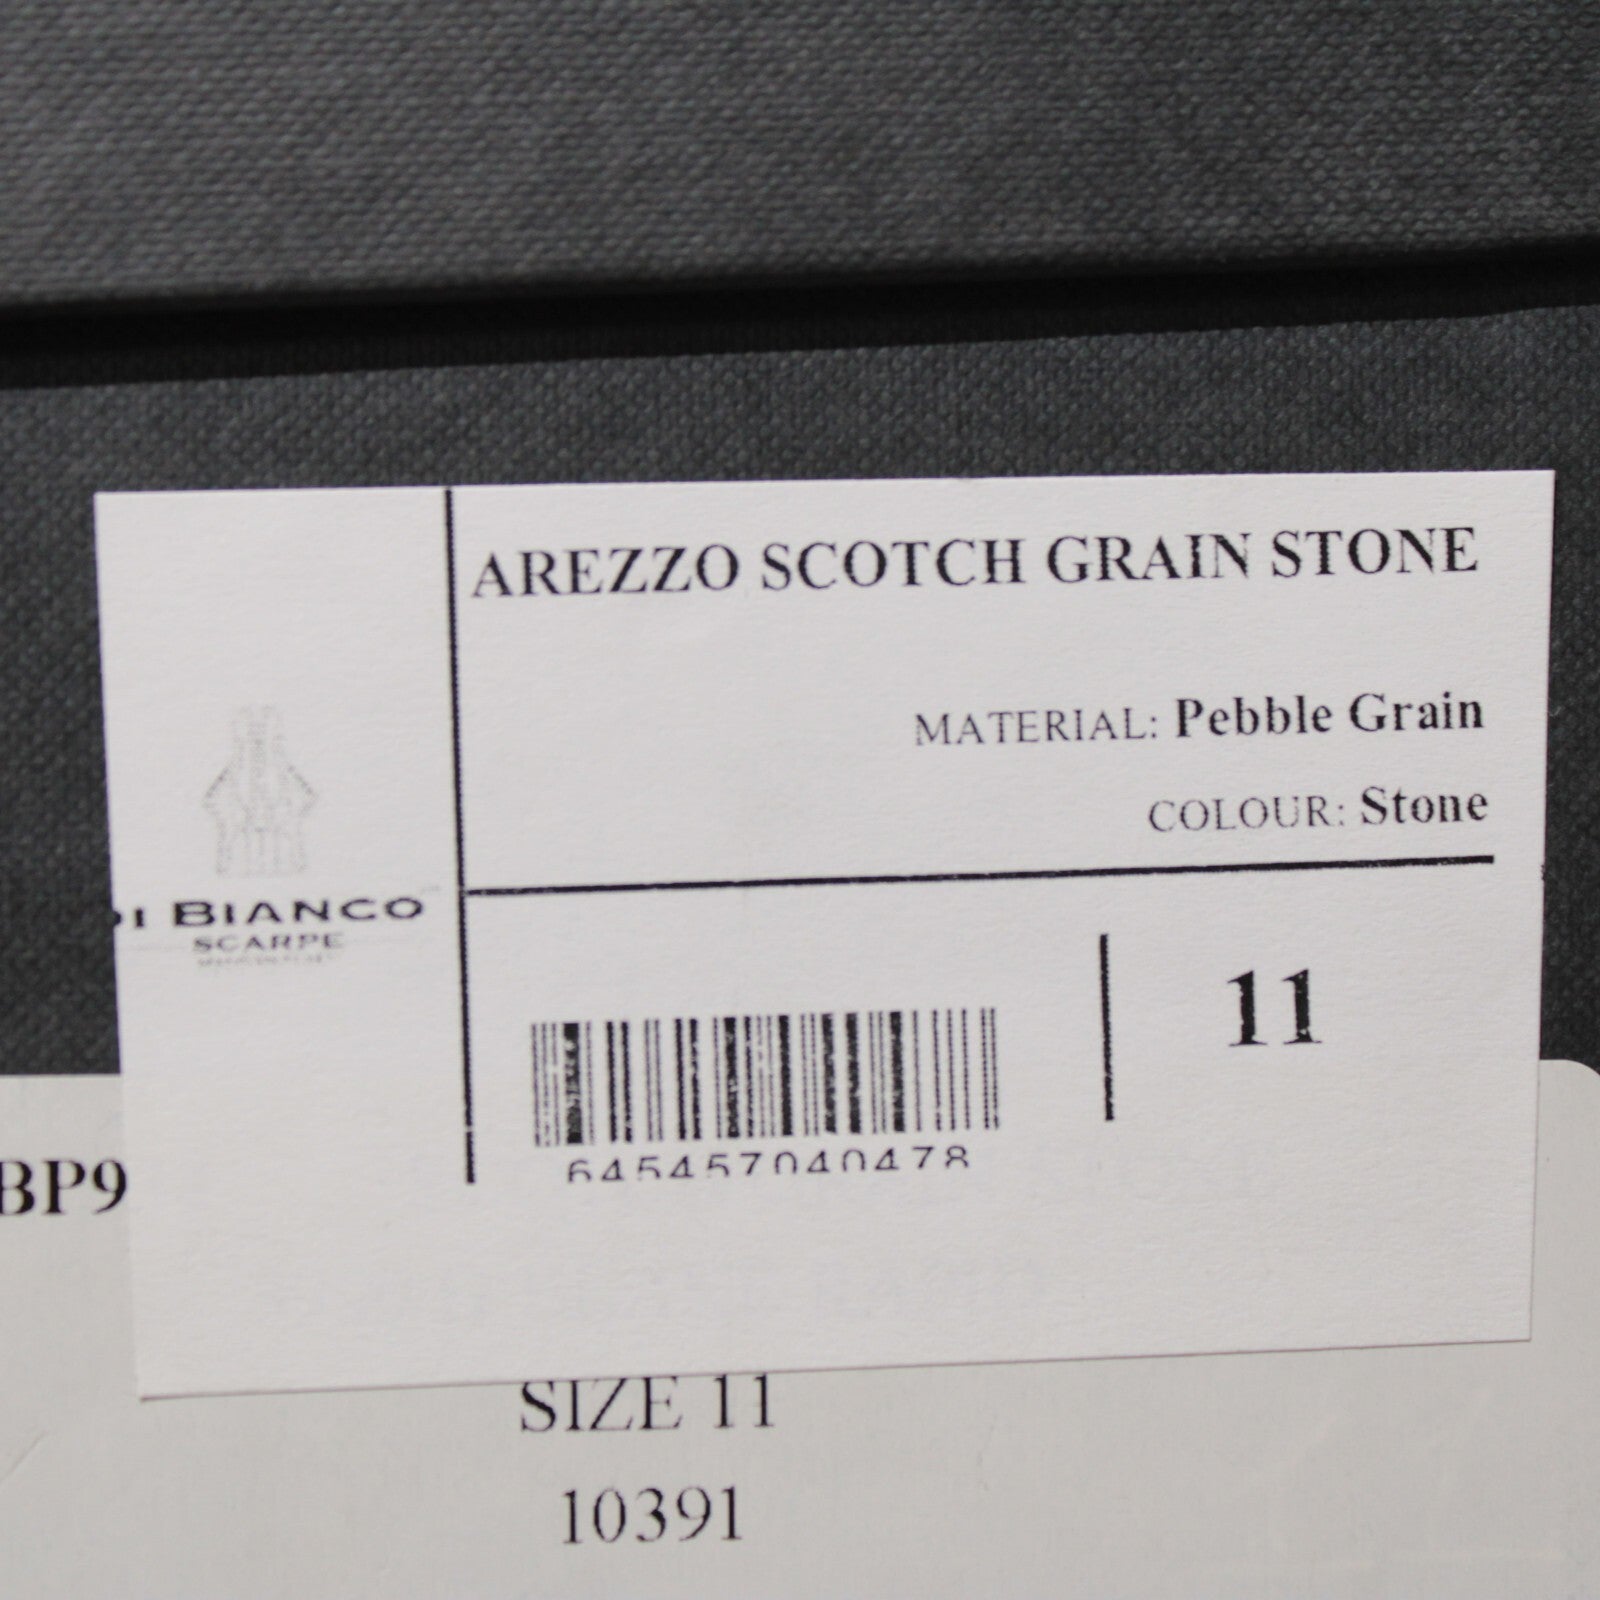 AREZZO SCOTCH GRAIN STONE
MATERIAL: Pebble Grain
COLOUR: Stone
DI BIANCO
SCARPE
11
645457040478
BP9
SIZE 11
10391